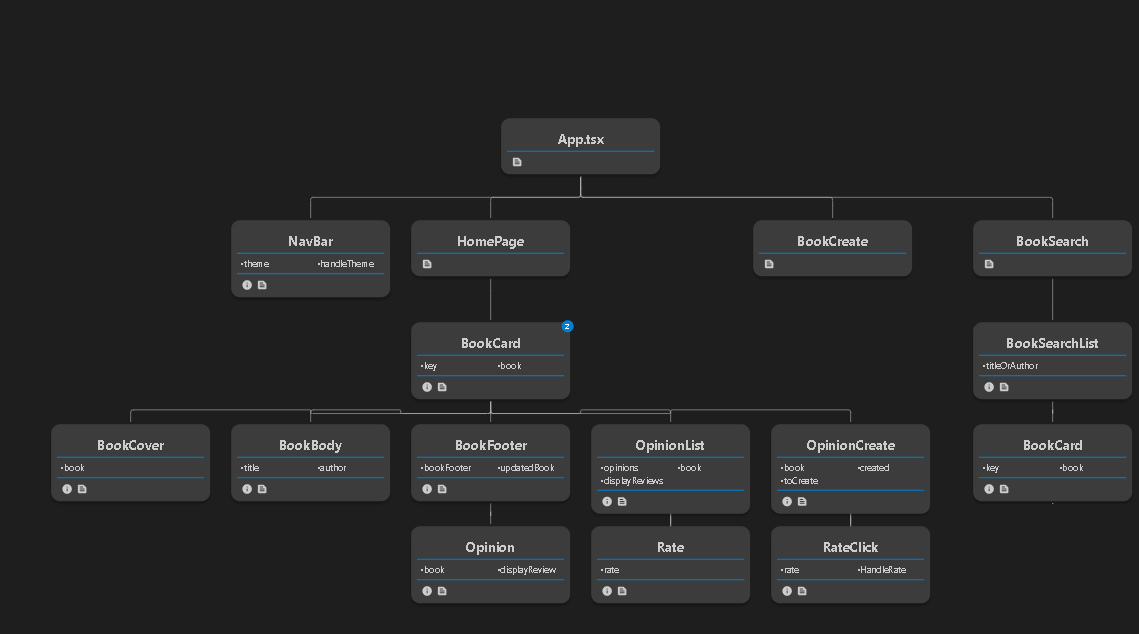 App.tsx
NavBar
•theme •handleTheme
HomePage
BookCreate
BookSearch
2
BookCard
•key •book
BookSearchList
•titleOrAuthor
BookCover
•book
BookBody
•title •author
BookFooter
•bookFooter •updatedBook
OpinionList
•opinions •book
•displayReviews
OpinionCreate
•book •created
•toCreate
BookCard
•key •book
Opinion
•book •displayReview
Rate
•rate
RateClick
•rate •HandleRate